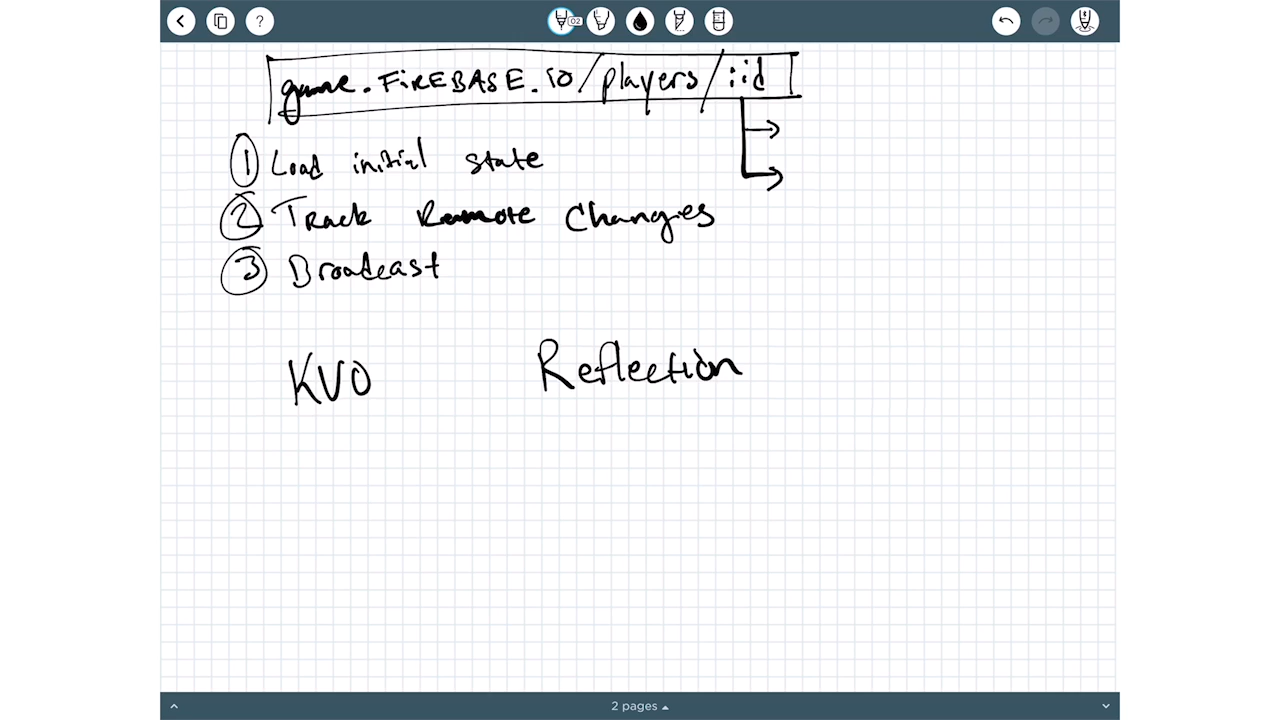 ?
02
game.FiREBASE.io/players/:id
1 Load initial state
2 Track Remote Changes
3 Broadcast
KVO Reflection
2 pages